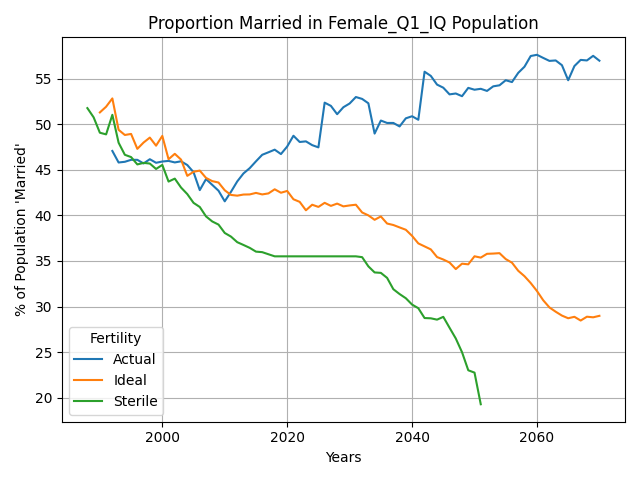 Proportion Married in Female_Q1_IQ Population
% of Population 'Married'
55
50
45
40
35
30
25
20
Fertility
Actual
Ideal
Sterile
2000 2020 2040 2060
Years